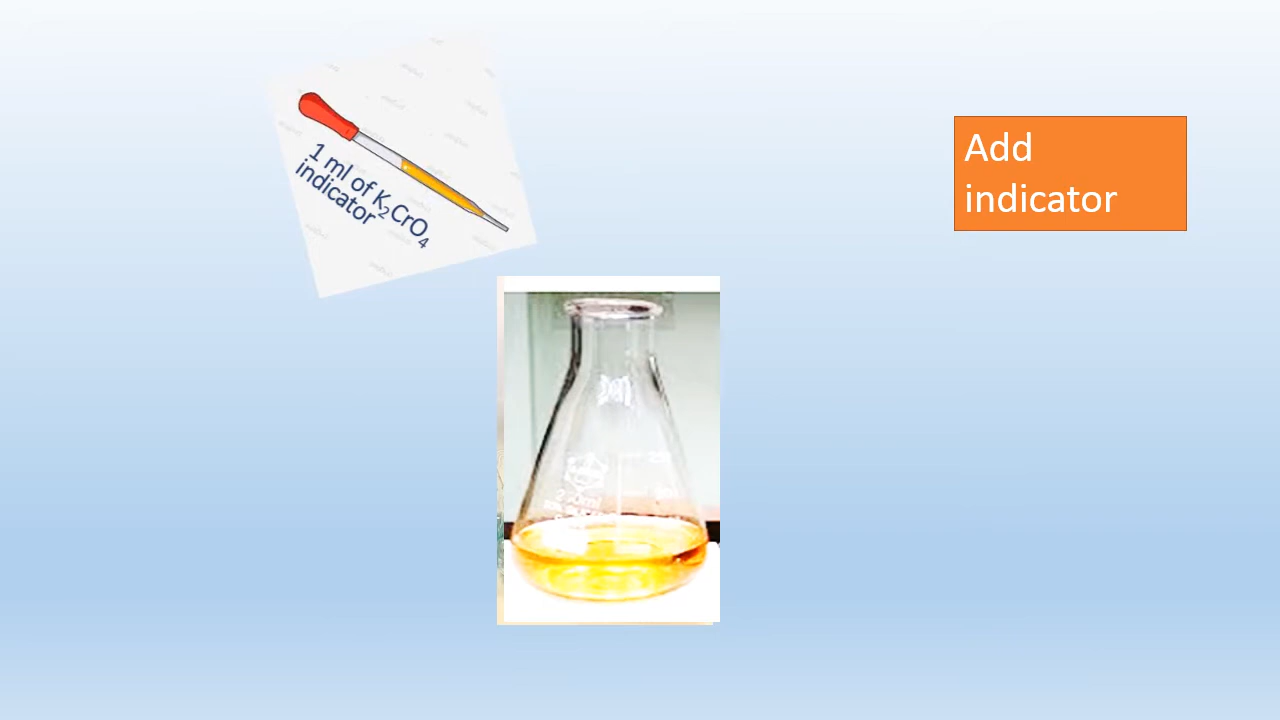 1 ml of K₂CrO₄
indicator
Add
indicator